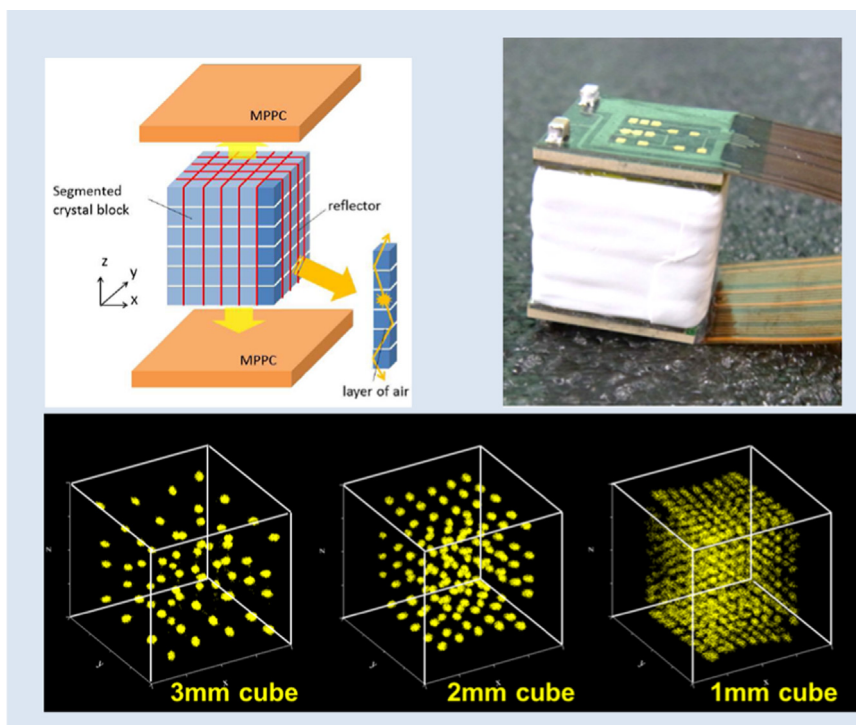 MPPC
Segmented
crystal block
reflector
z
y
x
MPPC
layer of air
z
y
x
3mm cube
z
y
x
2mm cube
z
y
x
1mm cube